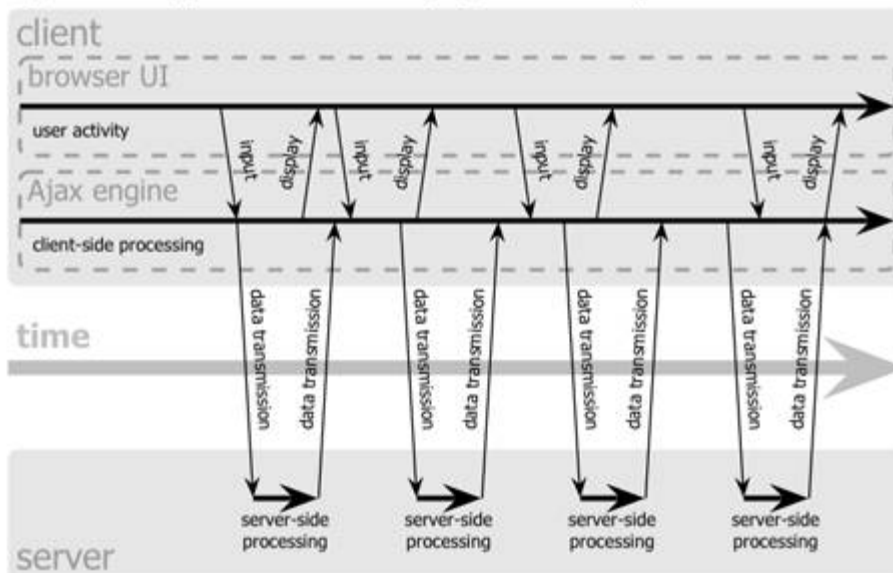 client
browser UI
user activity
input
display
input
display
input
display
input
display
Ajax engine
client-side processing
data transmission
data transmission
data transmission
data transmission
data transmission
data transmission
data transmission
data transmission
time
server-side
processing
server-side
processing
server-side
processing
server-side
processing
server